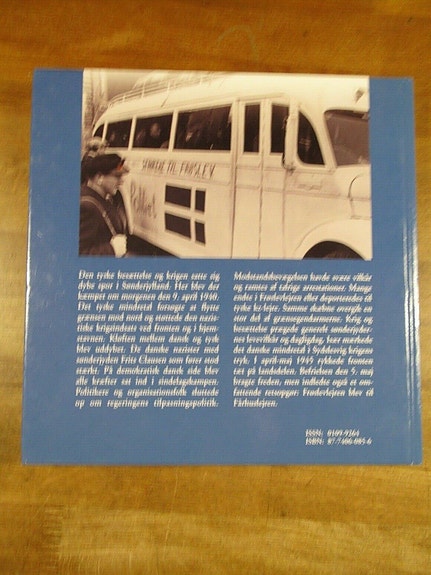 TIL FRØSLEV
Den tyske besættelse og krigen satte sig
dybe spor i Sønderjylland. Her blev der
kæmpet om morgenen den 9. april 1940.
Det tyske mindretal forsøgte at flytte
grænsen mod nord og støttede den nazis-
tiske krigsindsats ved fronten og i hjem-
stavnen. Kløften mellem dansk og tysk
blev uddybet. De danske nazister med
sønderjyden Frits Clausen som fører stod
stærkt. På demokratisk dansk side blev
alle kræfter sat ind i sindelagskampen.
Politikere og organisationsfolk sluttede
op om regeringens tilpasningspolitik.
Modstandsbevægelsen havde svære vilkår
og ramtes af talrige arrestationer. Mange
endte i Frøslevlejren eller deporteredes til
tyske kz-lejre. Samme skæbne overgik en
stor del af grænsegendarmerne. Krig og
besættelse prægede generelt sønderjyder-
nes levevilkår og dagligdag. Især mærkede
det danske mindretal i Sydslesvig krigens
tryk. I april-maj 1945 rykkede fronten
tæt på landsdelen. Befrielsen den 5. maj
bragte freden, men indledte også et om-
fattende retsopgør: Frøslevlejren blev til
Fårhuslejren.
ISSN: 0109-9264
ISBN: 87-7406-085-6